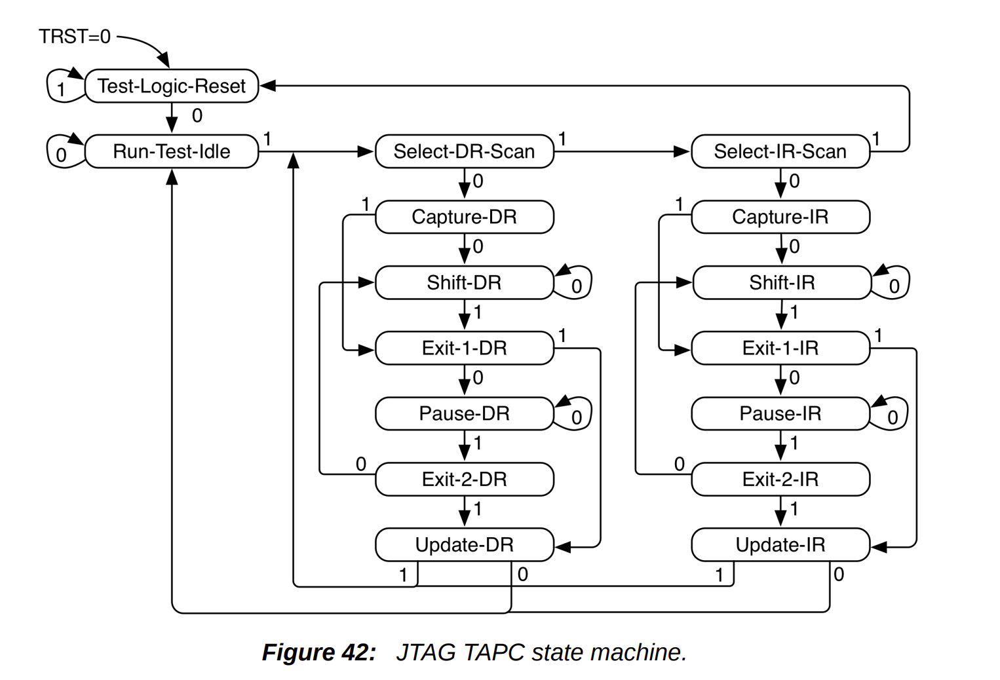 TRST=0
1
Test-Logic-Reset
0
0
Run-Test-Idle
1
Select-DR-Scan
1
Select-IR-Scan
1
0
0
1
Capture-DR
1
Capture-IR
0
0
Shift-DR
0
Shift-IR
0
1
1
Exit-1-DR
1
Exit-1-IR
1
0
0
Pause-DR
0
Pause-IR
0
1
1
0
Exit-2-DR
0
Exit-2-IR
1
1
Update-DR
Update-IR
1
0
1
0
Figure 42: JTAG TAPC state machine.